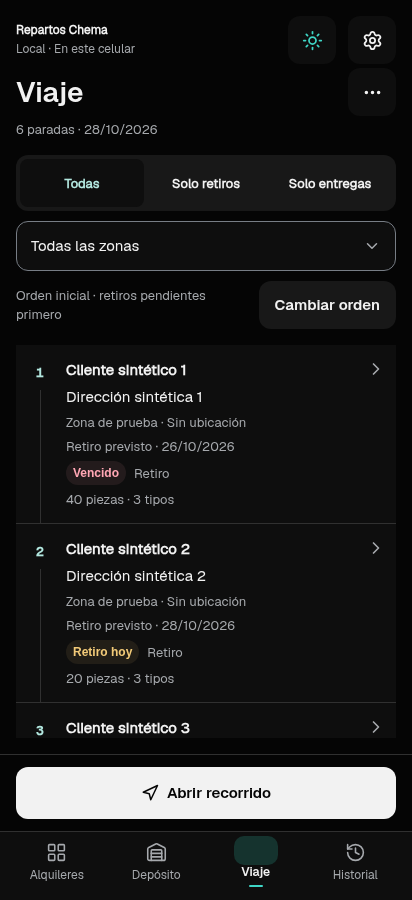 Repartos Chema
Local · En este celular
Viaje
6 paradas · 28/10/2026
Todas
Solo retiros
Solo entregas
Todas las zonas
Orden inicial · retiros pendientes
primero
Cambiar orden
1
Cliente sintético 1
Dirección sintética 1
Zona de prueba · Sin ubicación
Retiro previsto · 26/10/2026
Vencido
Retiro
40 piezas · 3 tipos
2
Cliente sintético 2
Dirección sintética 2
Zona de prueba · Sin ubicación
Retiro previsto · 28/10/2026
Retiro hoy
Retiro
20 piezas · 3 tipos
3
Cliente sintético 3
Abrir recorrido
Alquileres
Depósito
Viaje
Historial